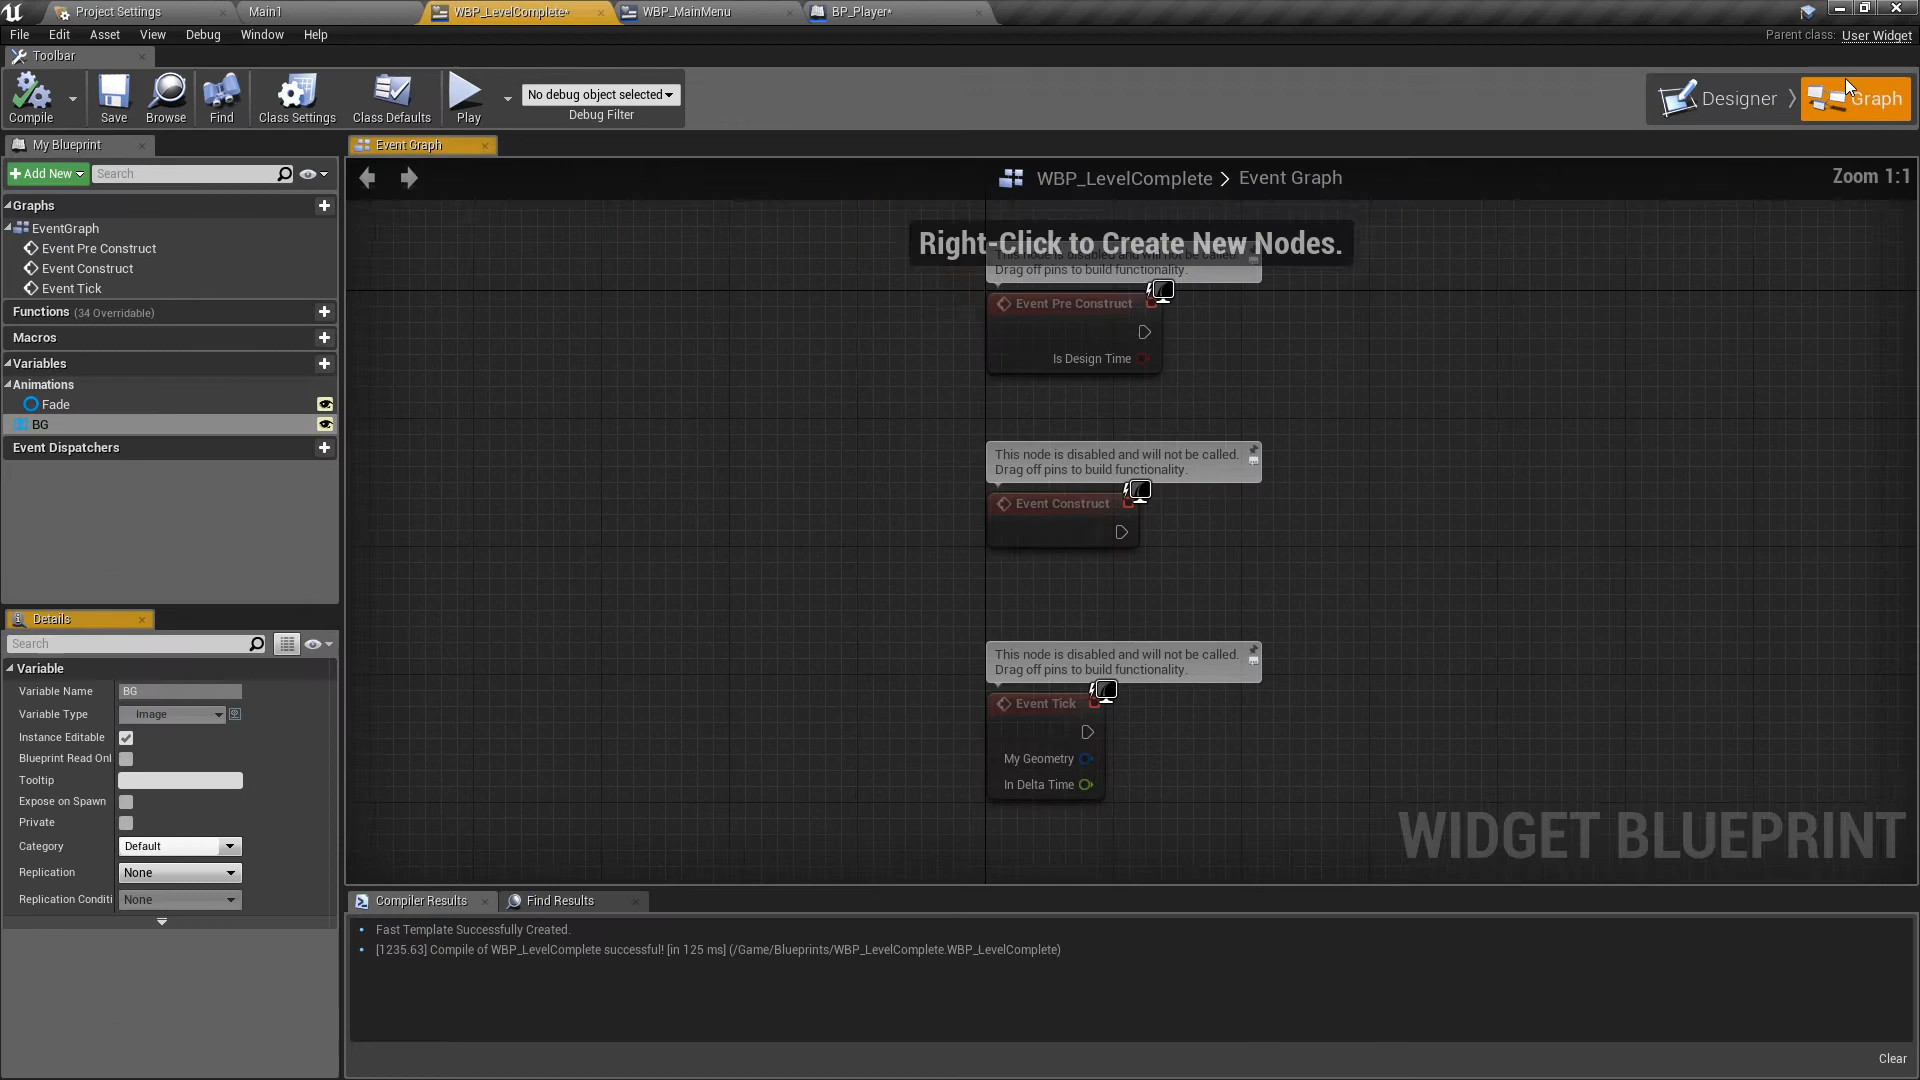 Project Settings
Main1
WBP_LevelComplete*
WBP_MainMenu
BP_Player*
File Edit Asset View Debug Window Help
Parent class: User Widget
Toolbar
Compile
Save
Browse
Find
Class Settings
Class Defaults
Play
No debug object selected
Debug Filter
Designer
Graph
My Blueprint
Event Graph
Add New
Search
WBP_LevelComplete > Event Graph
Zoom 1:1
Graphs
EventGraph
Event Pre Construct
Event Construct
Event Tick
Functions (34 Overridable)
Macros
Variables
Animations
Fade
BG
Event Dispatchers
Right-Click to Create New Nodes.
This node is disabled and will not be called.
Drag off pins to build functionality.
Event Pre Construct
Is Design Time
This node is disabled and will not be called.
Drag off pins to build functionality.
Event Construct
This node is disabled and will not be called.
Drag off pins to build functionality.
Event Tick
My Geometry
In Delta Time
WIDGET BLUEPRINT
Details
Search
Variable
Variable Name BG
Variable Type Image
Instance Editable
Blueprint Read Onl
Tooltip
Expose on Spawn
Private
Category Default
Replication None
Replication Conditi None
Compiler Results
Find Results
Fast Template Successfully Created.
[1235.63] Compile of WBP_LevelComplete successful! [in 125 ms] (/Game/Blueprints/WBP_LevelComplete.WBP_LevelComplete)
Clear